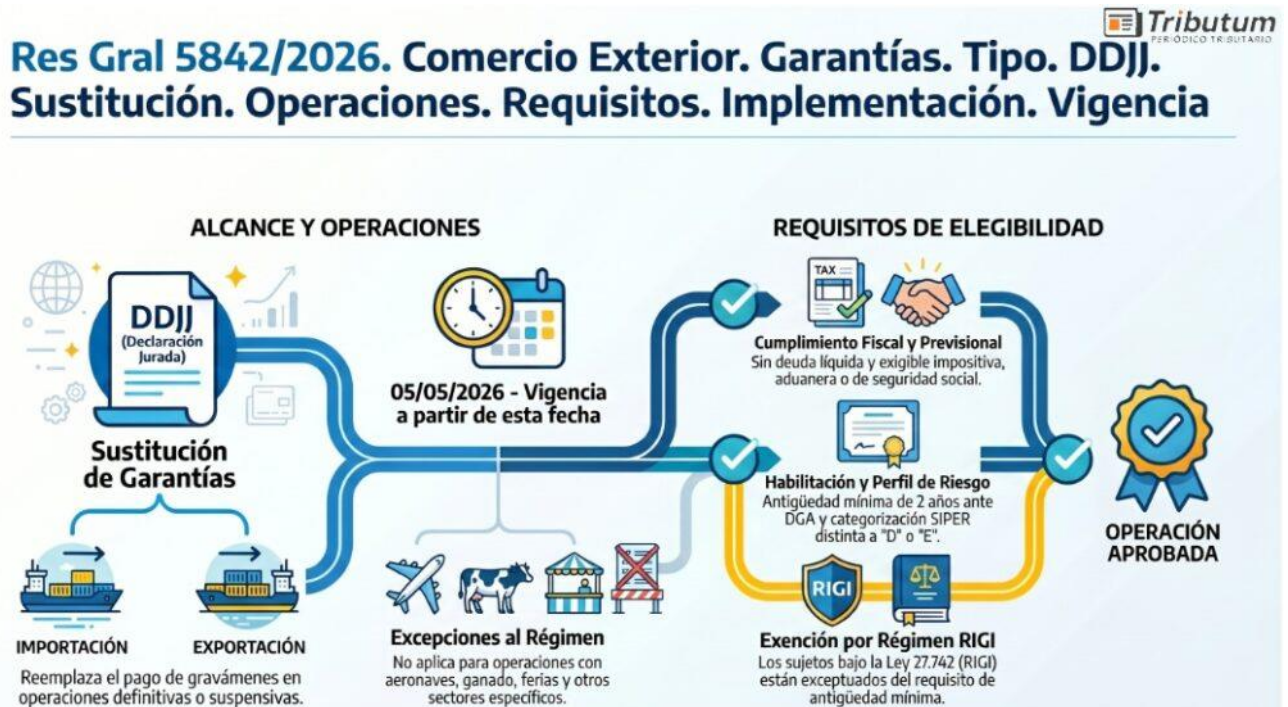 Tributum
PERIÓDICO TRIBUTARIO
Res Gral 5842/2026. Comercio Exterior. Garantías. Tipo. DDJJ.
Sustitución. Operaciones. Requisitos. Implementación. Vigencia
ALCANCE Y OPERACIONES
DDJJ
(Declaración
Jurada)
Sustitución
de Garantías
IMPORTACIÓN
EXPORTACIÓN
Reemplaza el pago de gravámenes en
operaciones definitivas o suspensivas.
05/05/2026 - Vigencia
a partir de esta fecha
Excepciones al Régimen
No aplica para operaciones con
aeronaves, ganado, ferias y otros
sectores específicos.
REQUISITOS DE ELEGIBILIDAD
TAX
Cumplimiento Fiscal y Previsional
Sin deuda líquida y exigible impositiva,
aduanera o de seguridad social.
Habilitación y Perfil de Riesgo
Antigüedad mínima de 2 años ante
DGA y categorización SIPER
distinta a "D" o "E".
RIGI
Exención por Régimen RIGI
Los sujetos bajo la Ley 27.742 (RIGI)
están exceptuados del requisito de
antigüedad mínima.
OPERACIÓN
APROBADA